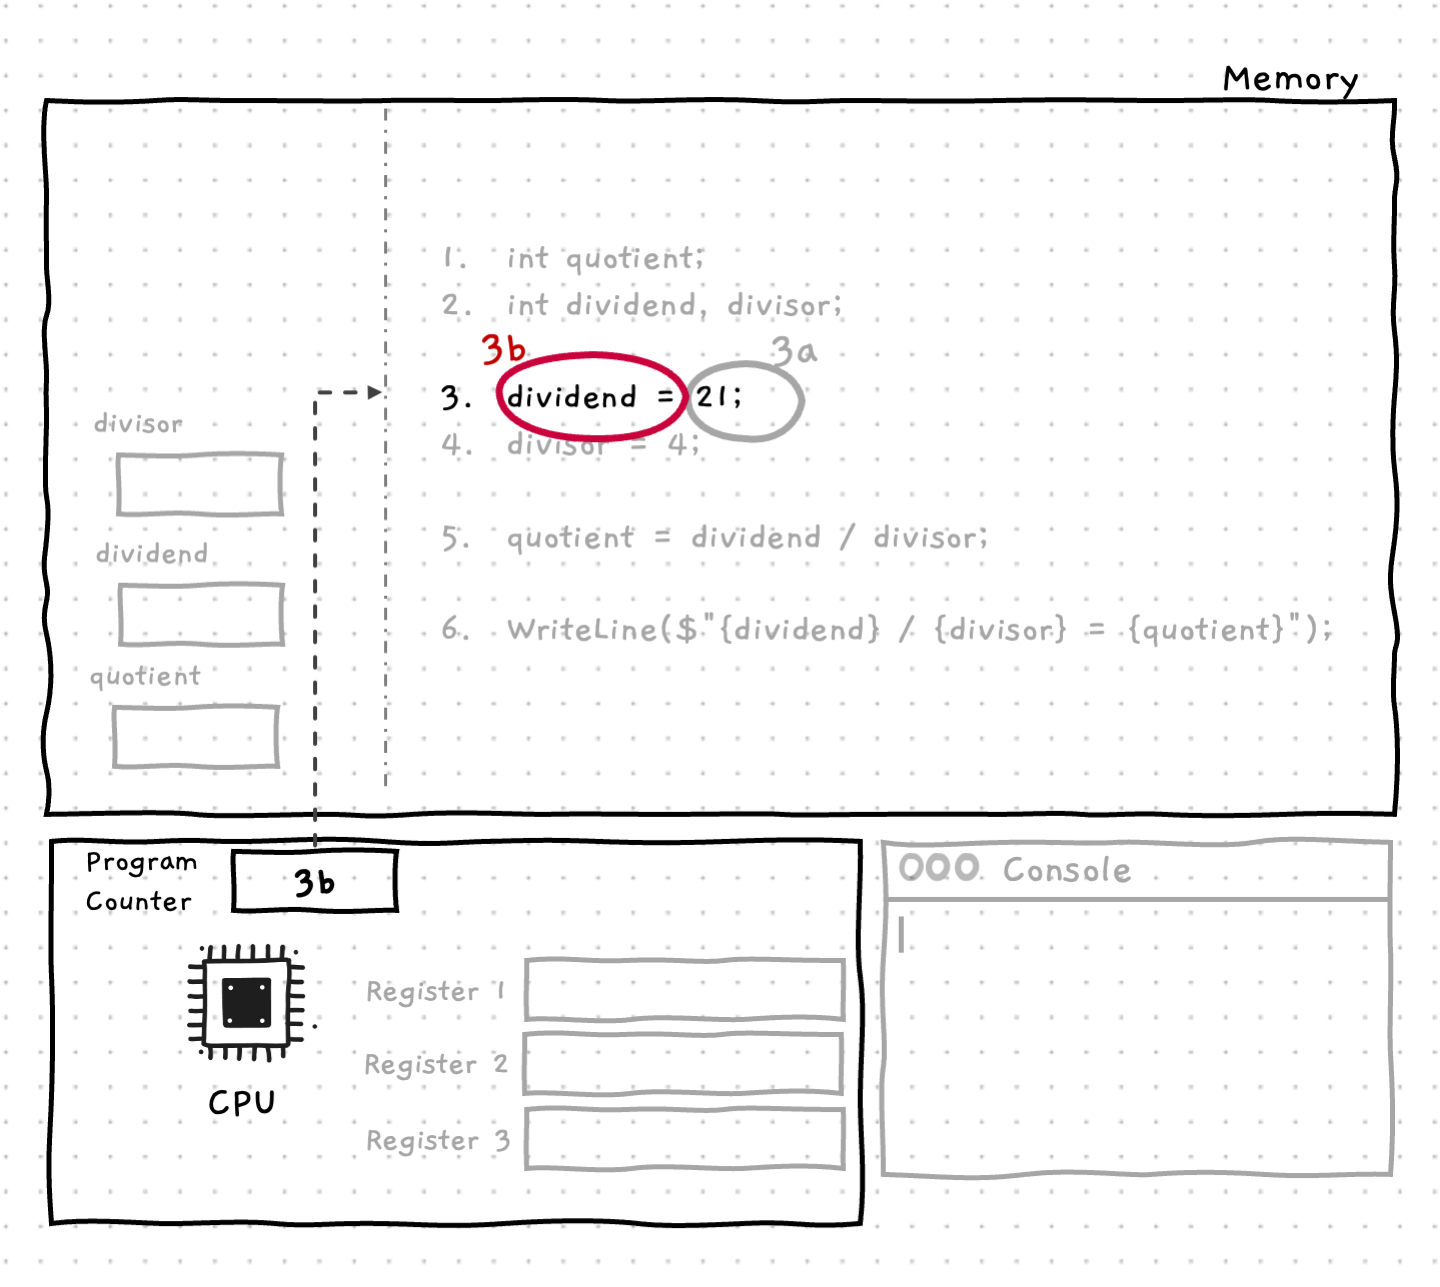 Memory
1. int quotient;
2. int dividend, divisor;
3b 3a
3. dividend = 21;
4. divisor = 4;
5. quotient = dividend / divisor;
6. WriteLine($"{dividend} / {divisor} = {quotient}");
divisor
dividend
quotient
Program
Counter
3b
CPU
Register 1
Register 2
Register 3
Console